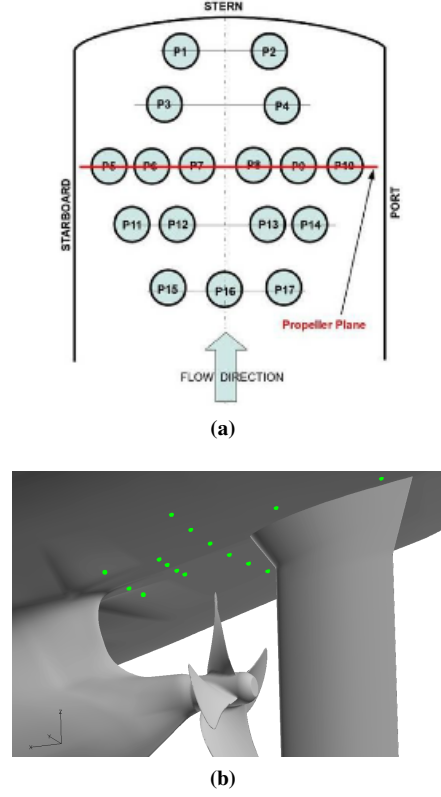 STERN
P1 P2
P3 P4
P5 P6 P7 P8 P9 P10
STARBOARD
PORT
P11 P12 P13 P14
P15 P16 P17
Propeller Plane
FLOW DIRECTION
(a)
(b)